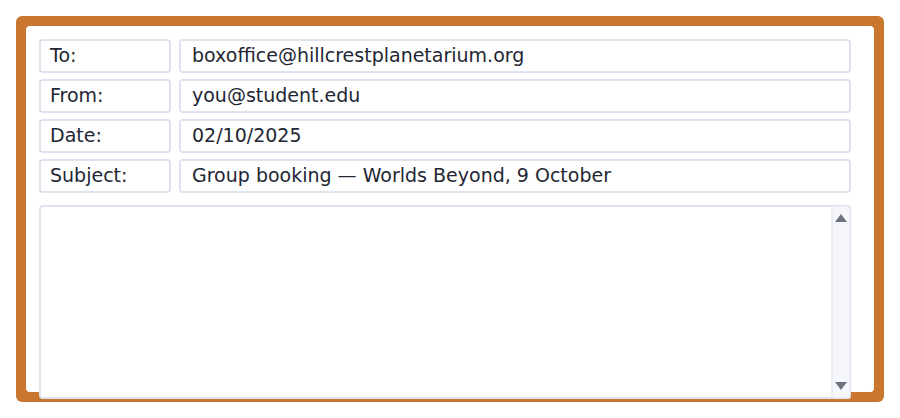 To: boxoffice@hillcrestplanetarium.org
From: you@student.edu
Date: 02/10/2025
Subject: Group booking — Worlds Beyond, 9 October